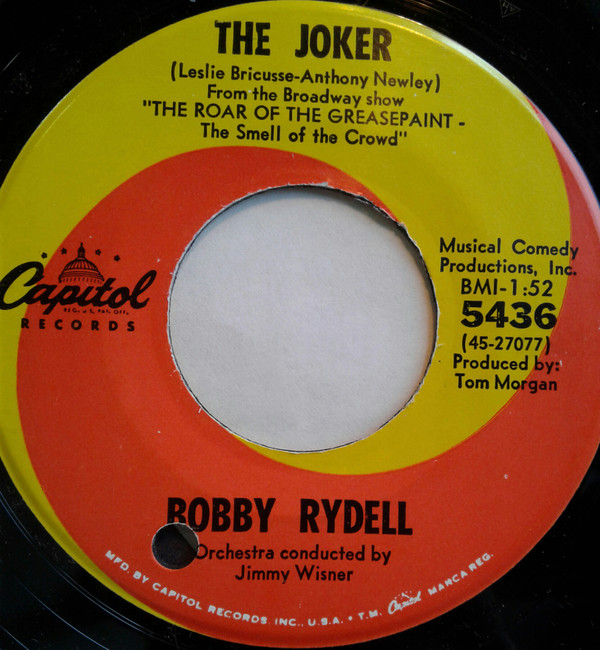 THE JOKER
(Leslie Bricusse-Anthony Newley)
From the Broadway show
"THE ROAR OF THE GREASEPAINT -
The Smell of the Crowd"
Capitol
RECORDS
Musical Comedy
Productions, Inc.
BMI-1:52
5436
(45-27077)
Produced by:
Tom Morgan
BOBBY RYDELL
Orchestra conducted by
Jimmy Wisner
MFD. BY CAPITOL RECORDS, INC., U.S.A. • T.M. Capitol MARCA REG.